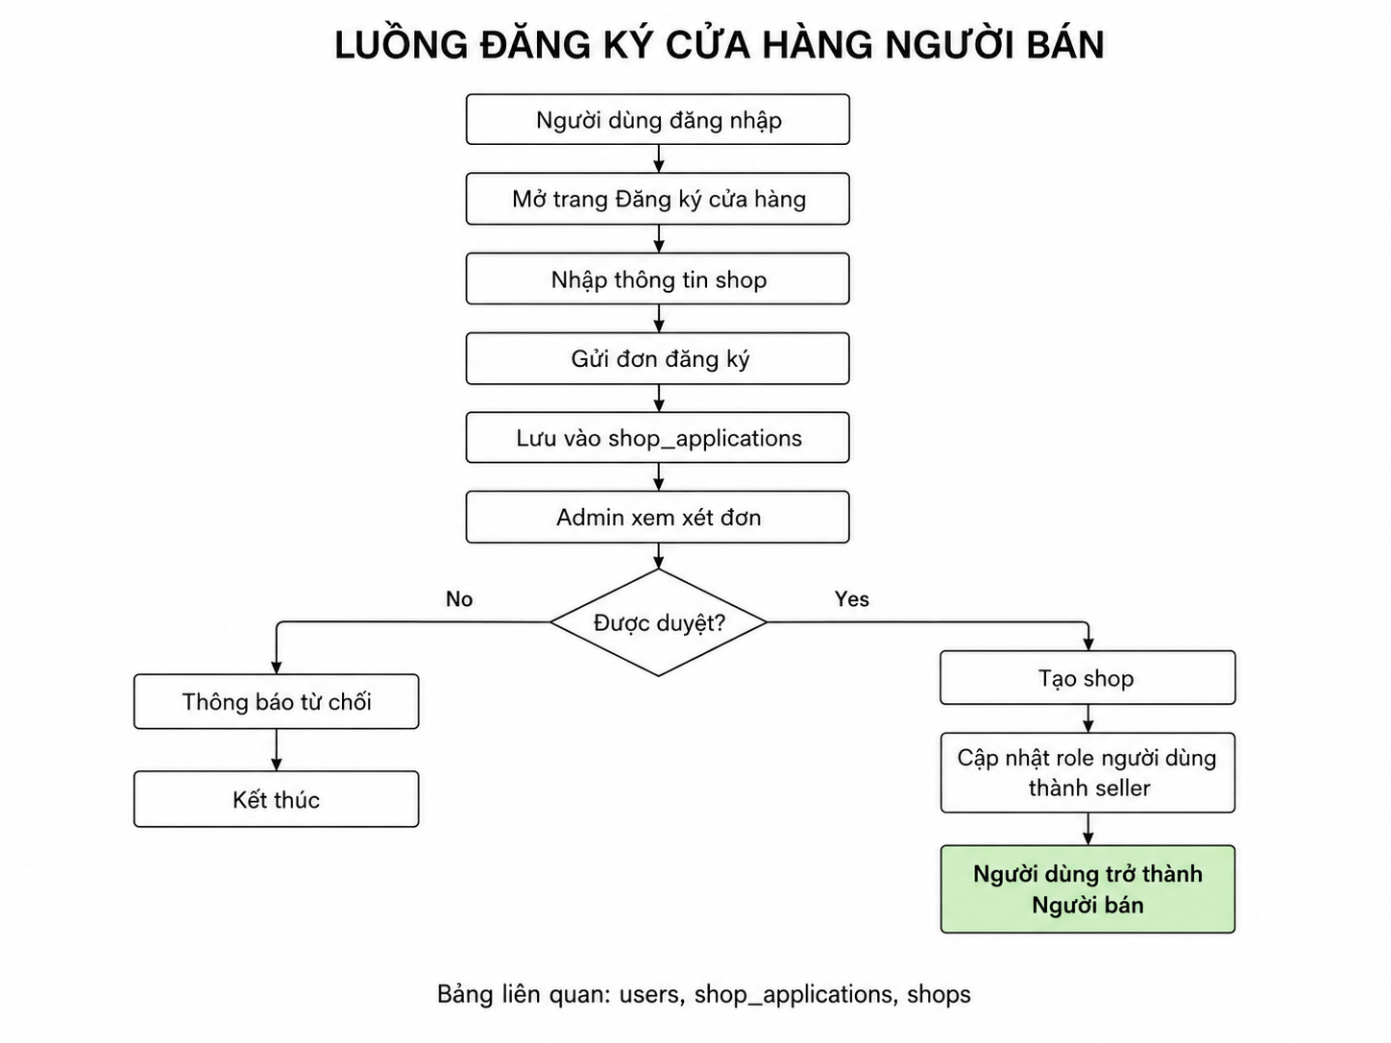 LUỒNG ĐĂNG KÝ CỬA HÀNG NGƯỜI BÁN
Người dùng đăng nhập
Mở trang Đăng ký cửa hàng
Nhập thông tin shop
Gửi đơn đăng ký
Lưu vào shop_applications
Admin xem xét đơn
Được duyệt?
No
Yes
Thông báo từ chối
Kết thúc
Tạo shop
Cập nhật role người dùng
thành seller
Người dùng trở thành
Người bán
Bảng liên quan: users, shop_applications, shops